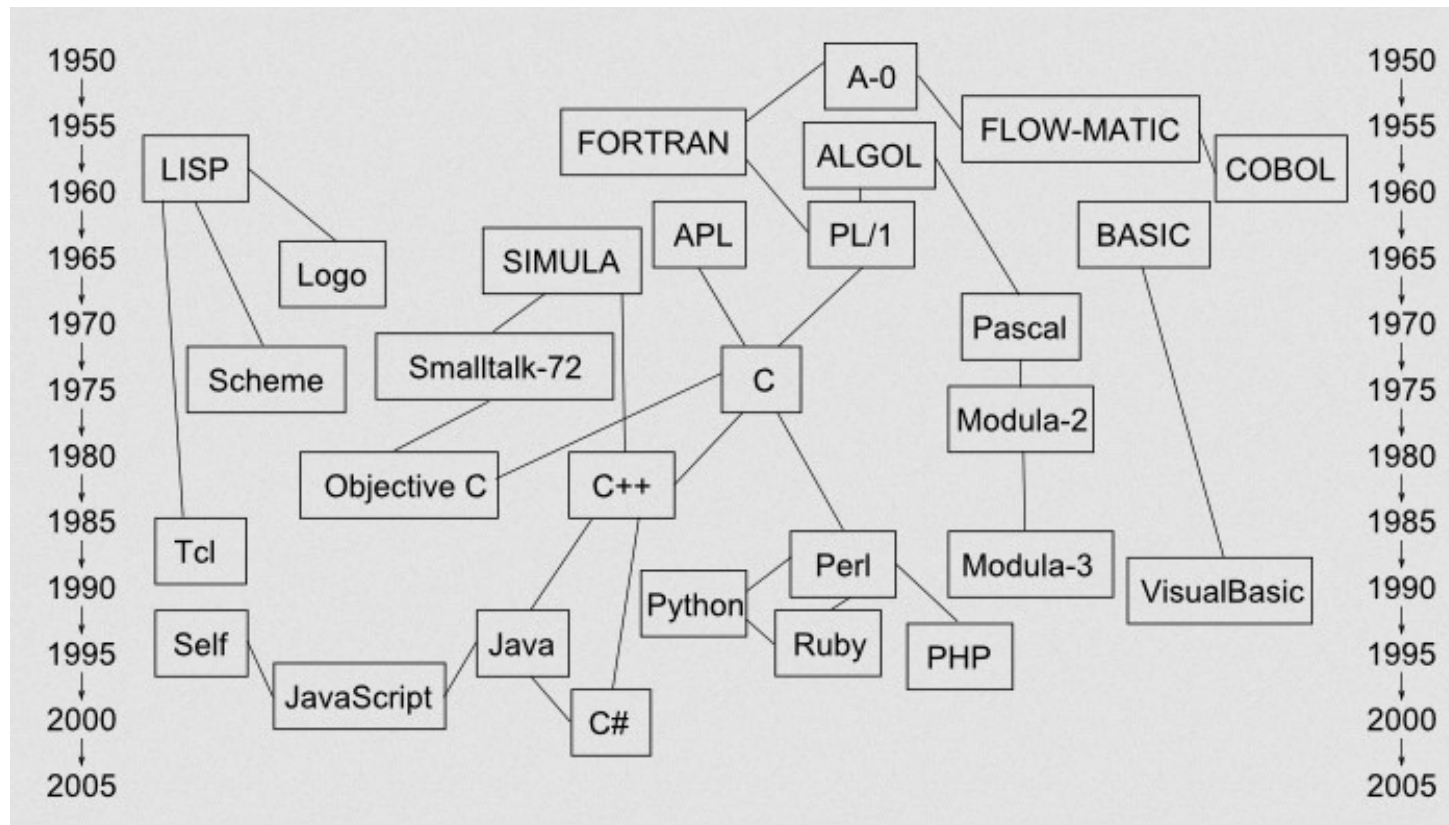 1950
1955
1960
1965
1970
1975
1980
1985
1990
1995
2000
2005
A-0
FORTRAN
FLOW-MATIC
ALGOL
LISP
COBOL
APL
PL/1
BASIC
SIMULA
Logo
Pascal
Smalltalk-72
Scheme
C
Modula-2
Objective C
C++
Tcl
Perl
Modula-3
VisualBasic
Python
Self
Java
Ruby
PHP
JavaScript
C#
1950
1955
1960
1965
1970
1975
1980
1985
1990
1995
2000
2005